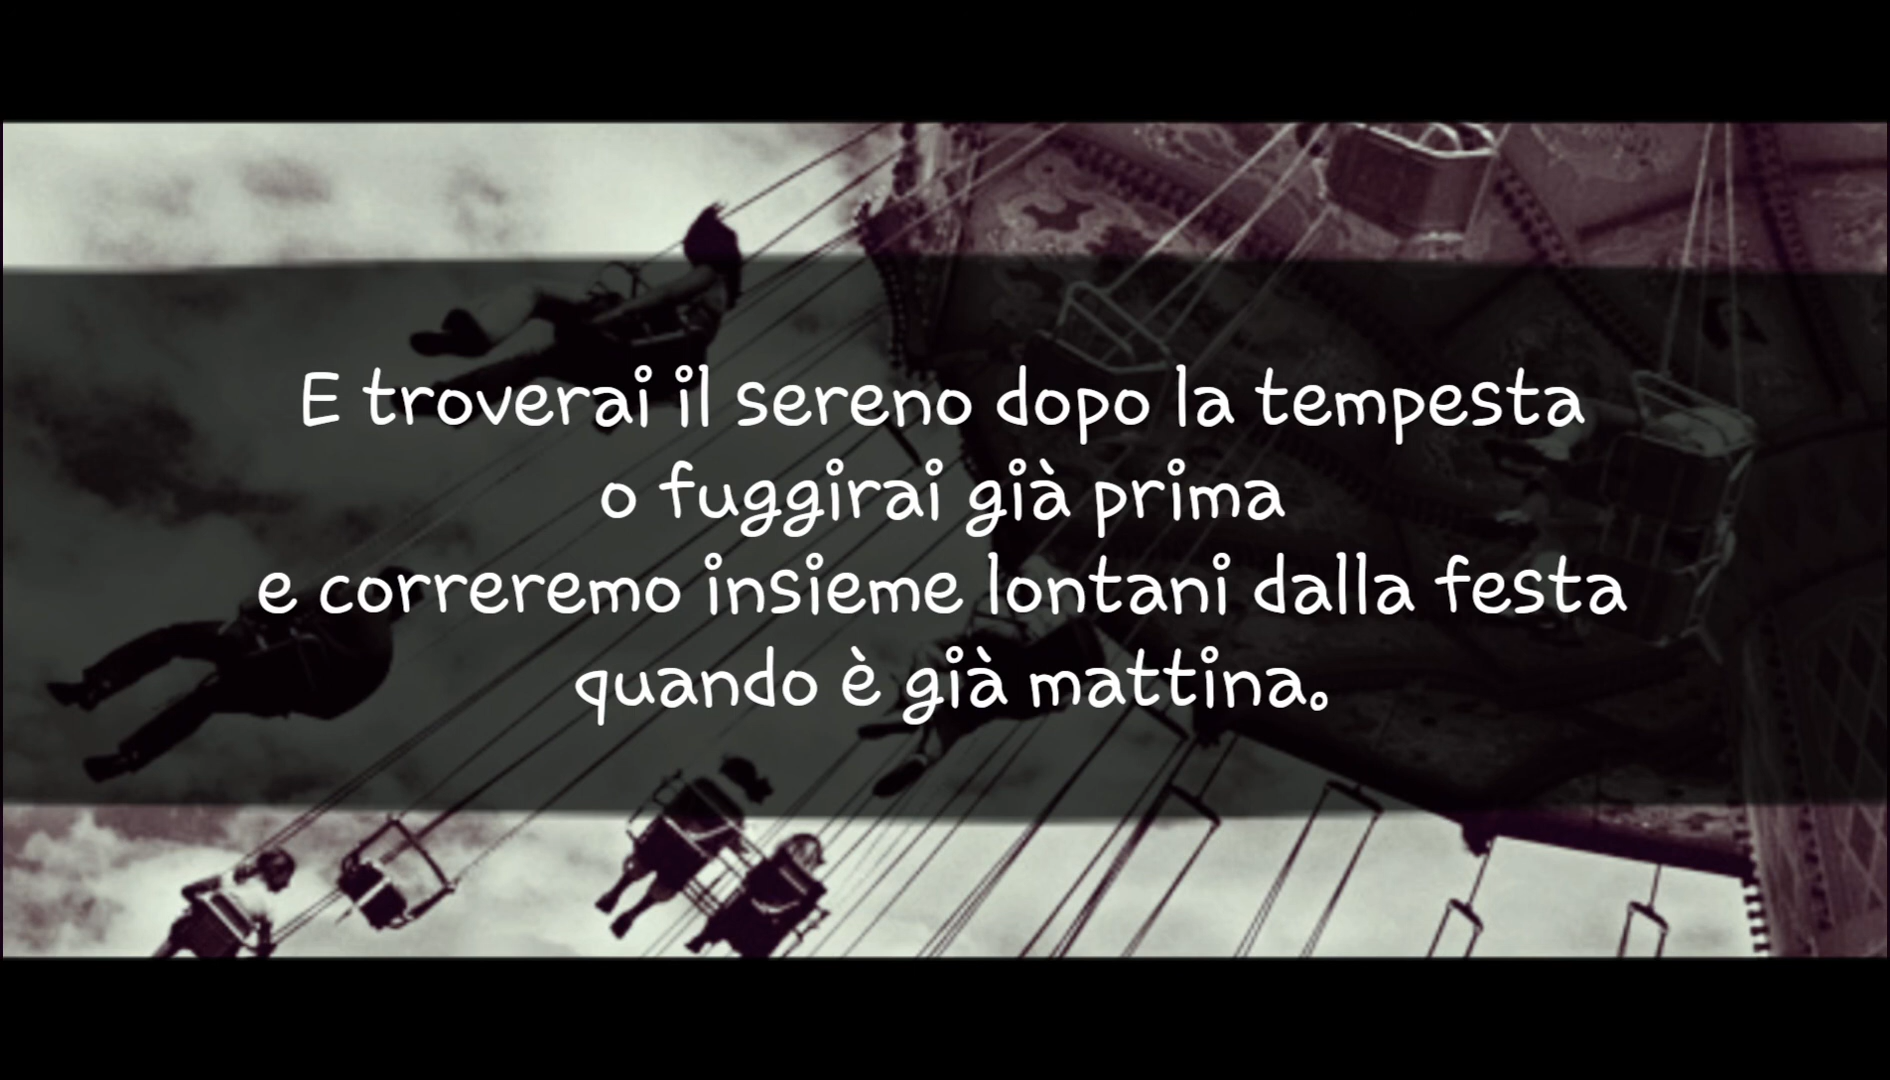 E troverai il sereno dopo la tempesta
o fuggirai già prima
e correremo insieme lontani dalla festa
quando è già mattina.